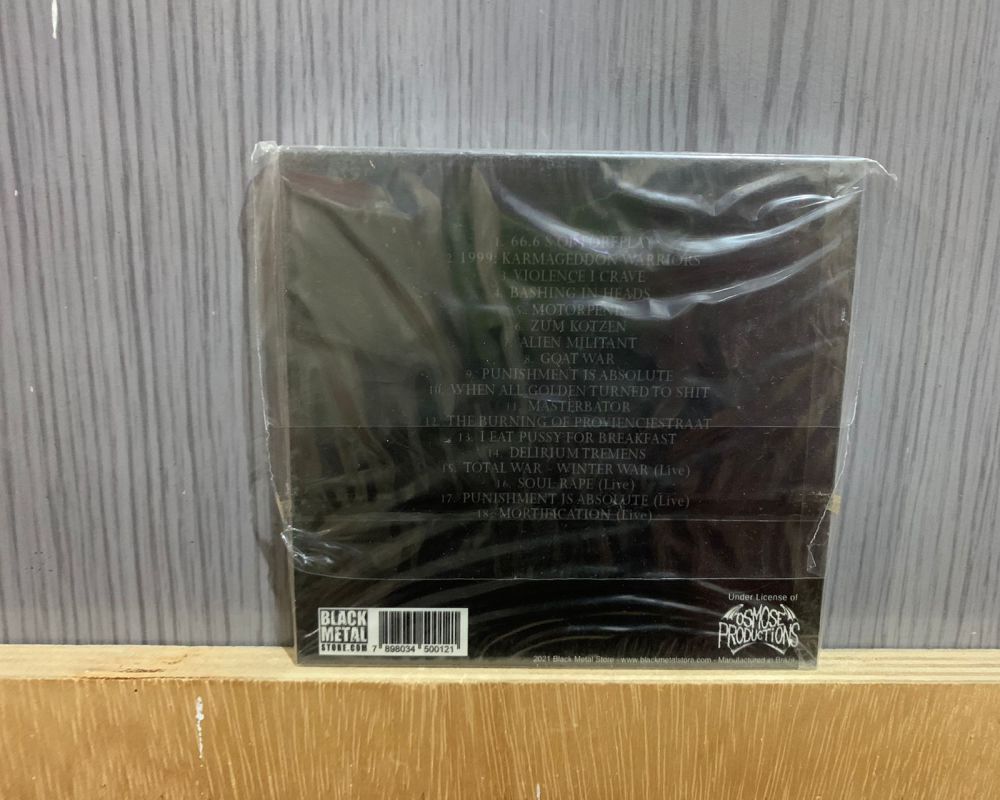 1. 66.6 S OF FOREPLAY
2. 1999: KARMAGEDDON WARRIORS
3. VIOLENCE I CRAVE
4. BASHING IN HEADS
5. MOTORPENIS
6. ZUM KOTZEN
7. ALIEN MILITANT
8. GOAT WAR
9. PUNISHMENT IS ABSOLUTE
10. WHEN ALL GOLDEN TURNED TO SHIT
11. MASTERBATOR
12. THE BURNING OF PROVIENCIESTRAAT
13. I EAT PUSSY FOR BREAKFAST
14. DELIRIUM TREMENS
15. TOTAL WAR - WINTER WAR (Live)
16. SOUL RAPE (Live)
17. PUNISHMENT IS ABSOLUTE (Live)
18. MORTIFICATION (Live)
Under License of
OSMOSE
PRODUCTIONS
BLACK
METAL
STORE.COM
7 898034 500121
2021 Black Metal Store - www.blackmetalstore.com - Manufactured in Brazil